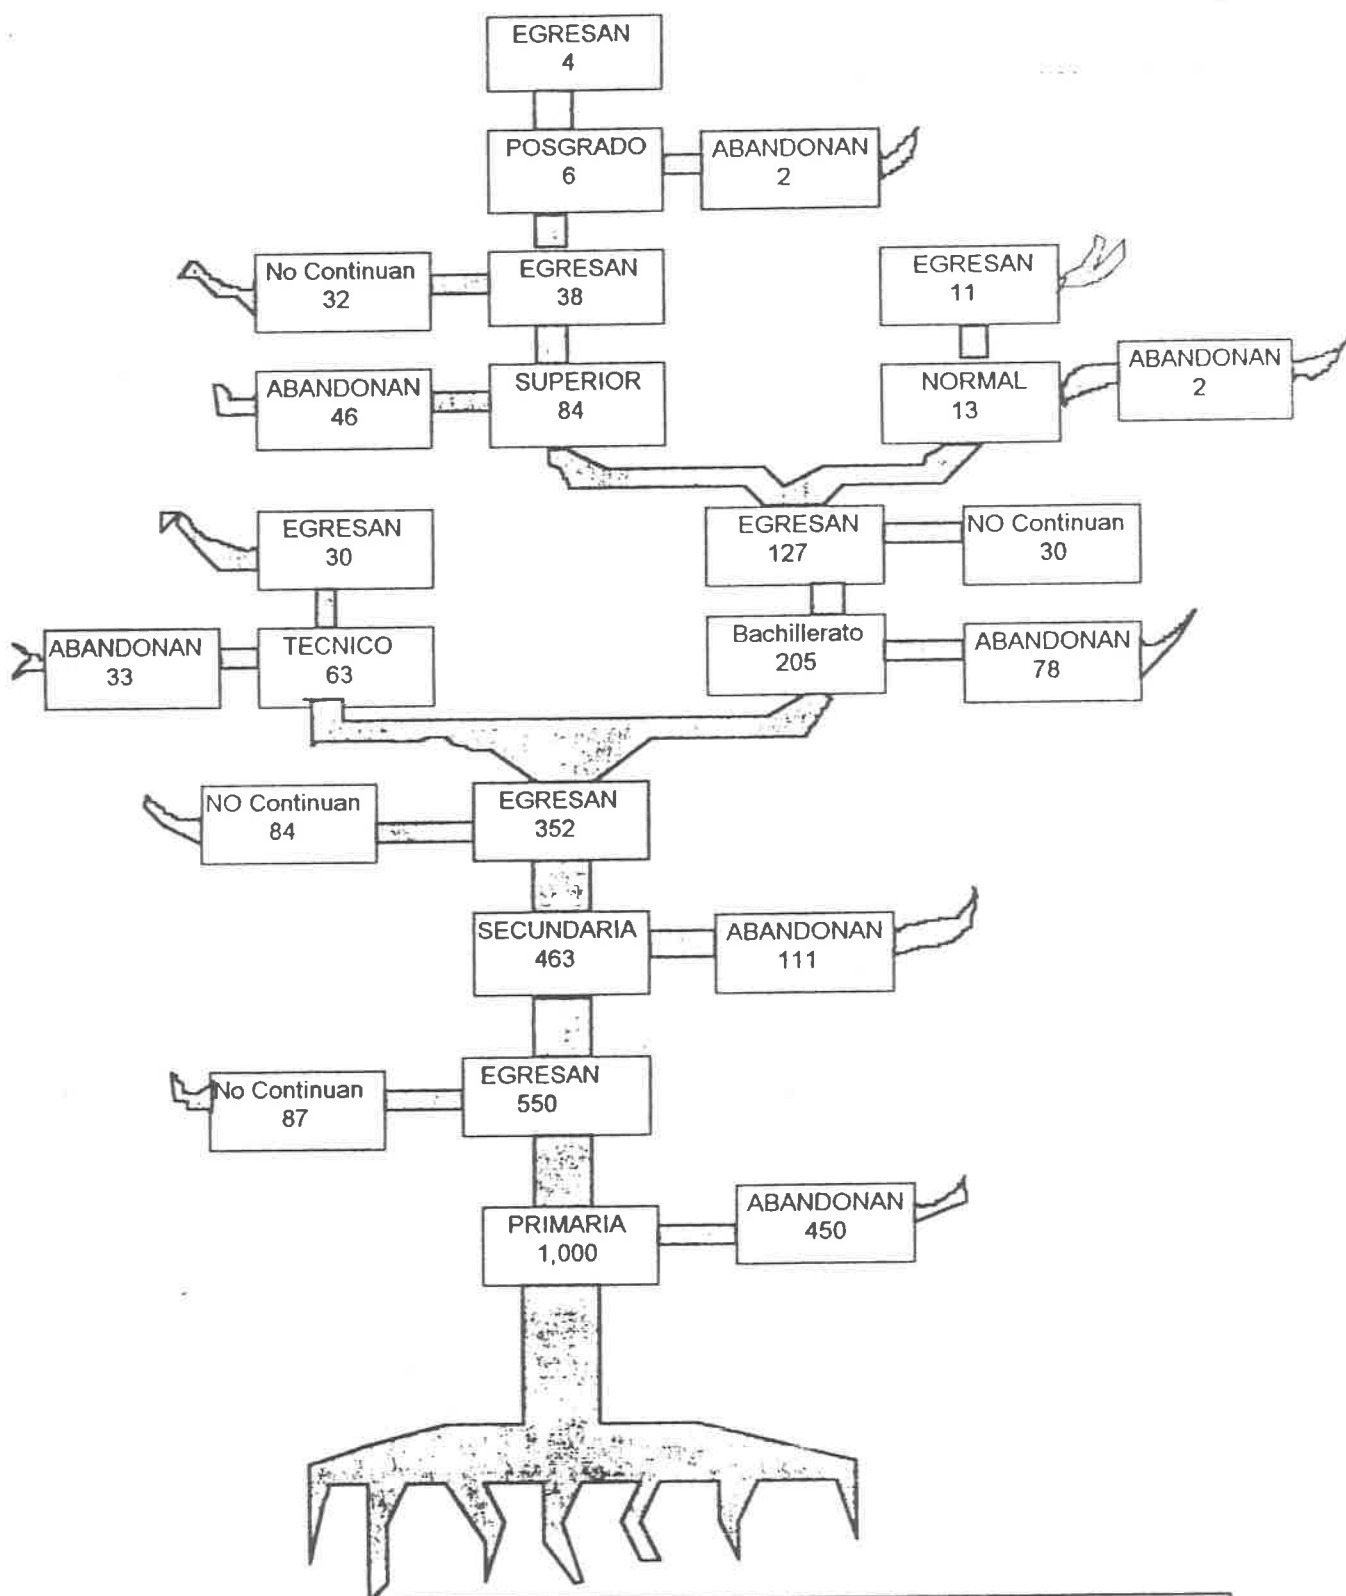 EGRESAN
4
POSGRADO
6
ABANDONAN
2
No Continuan
32
EGRESAN
38
EGRESAN
11
ABANDONAN
46
SUPERIOR
84
NORMAL
13
ABANDONAN
2
EGRESAN
30
EGRESAN
127
NO Continuan
30
ABANDONAN
33
TECNICO
63
Bachillerato
205
ABANDONAN
78
NO Continuan
84
EGRESAN
352
SECUNDARIA
463
ABANDONAN
111
No Continuan
87
EGRESAN
550
PRIMARIA
1,000
ABANDONAN
450